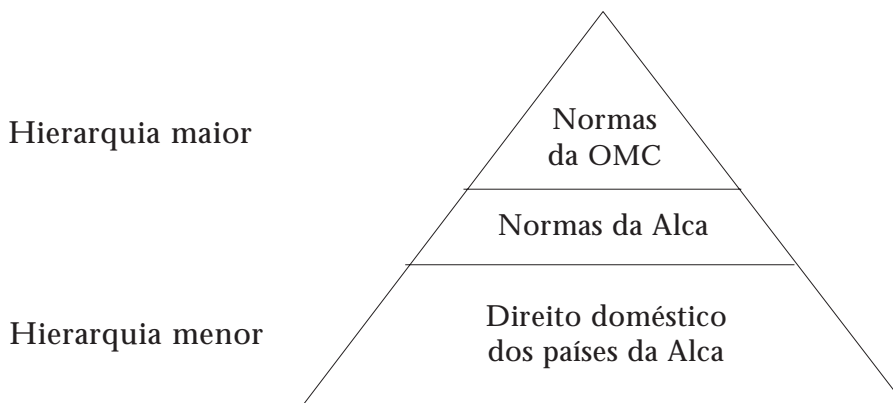 Hierarquia maior
Normas
da OMC
Normas da Alca
Hierarquia menor
Direito doméstico
dos países da Alca